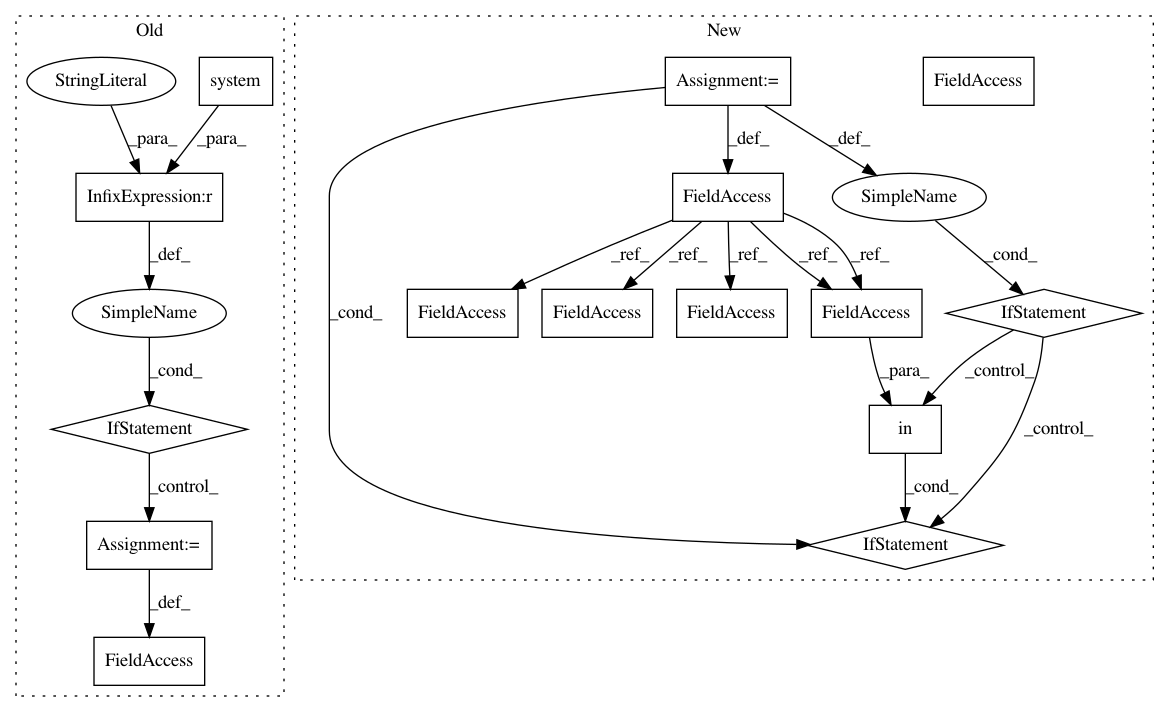 Old
New
StringLiteral
system
Assignment:=
FieldAccess
_para_
_para_
_def_
_def_
InfixExpression:r
FieldAccess
SimpleName
_def_
_ref_
_ref_
_ref_
_ref_
_ref_
_cond_
SimpleName
_cond_
FieldAccess
FieldAccess
FieldAccess
FieldAccess
IfStatement
_cond_
_para_
_control_
IfStatement
in
_control_
_control_
_cond_
Assignment:=
IfStatement
_def_
FieldAccess